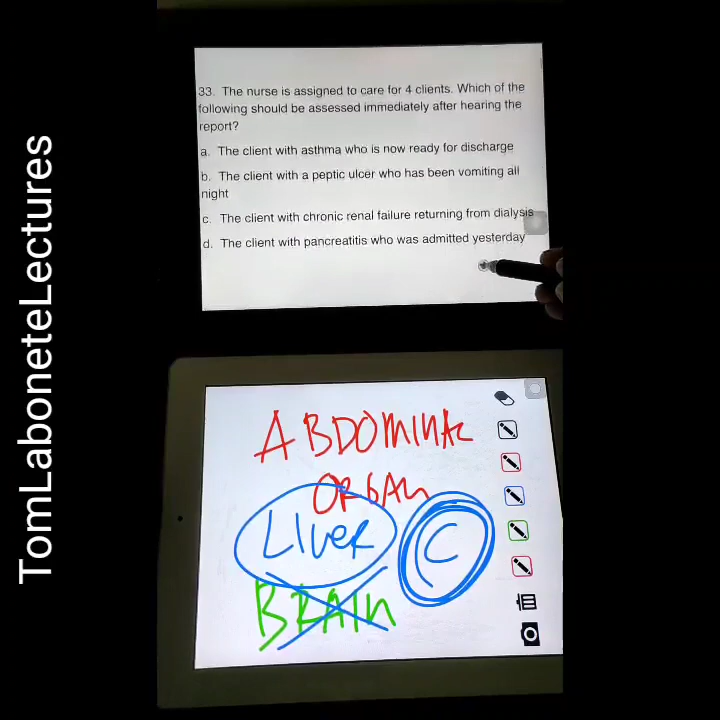 TomLaboneteLectures
33. The nurse is assigned to care for 4 clients. Which of the
following should be assessed immediately after hearing the
report?
a. The client with asthma who is now ready for discharge
b. The client with a peptic ulcer who has been vomiting all
night
c. The client with chronic renal failure returning from dialysis
d. The client with pancreatitis who was admitted yesterday
ABDOMINAL
ORGAN
LIVER
C
BRAIN